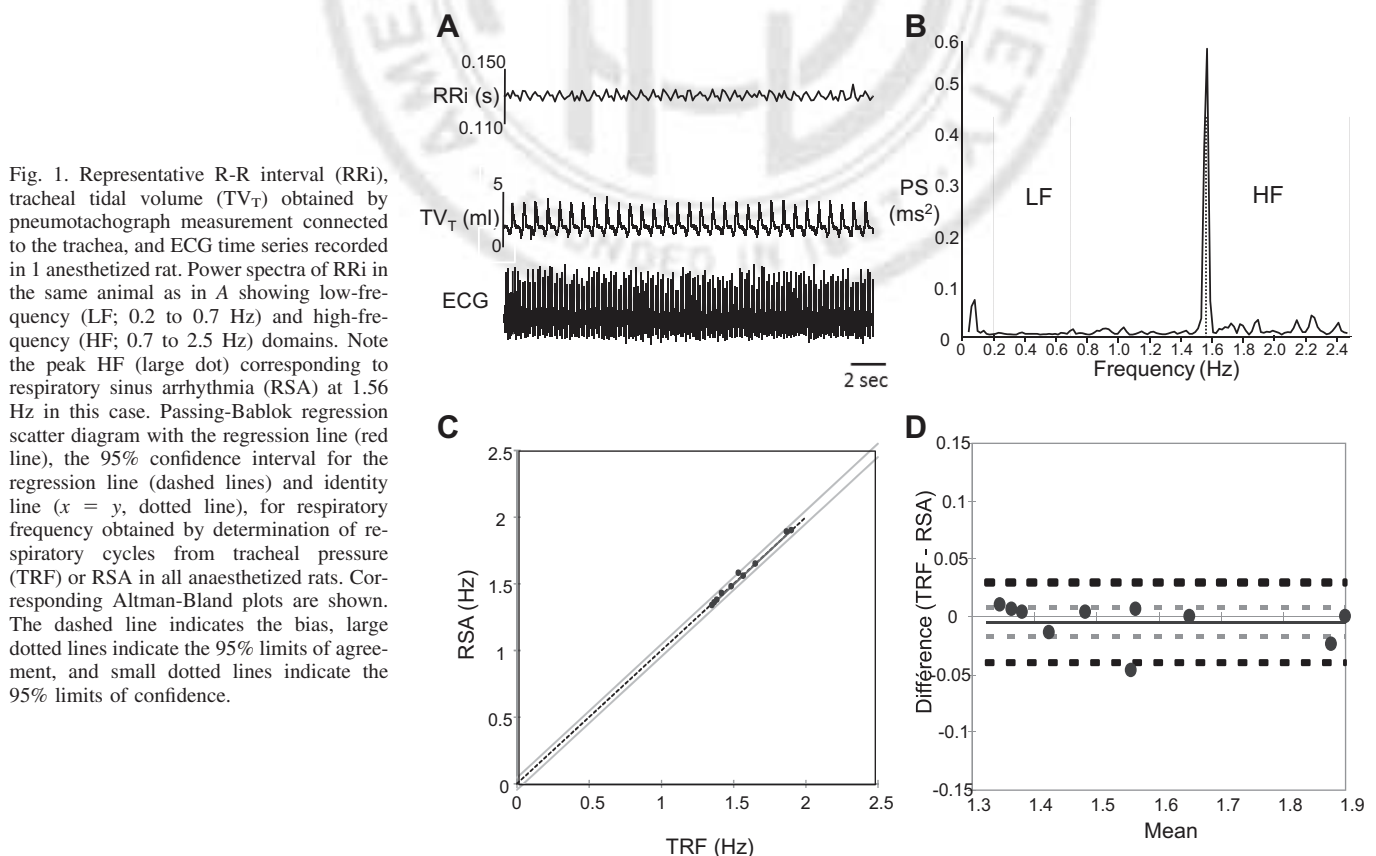 Fig. 1. Representative R-R interval (RRi),
tracheal tidal volume (TVT) obtained by
pneumotachograph measurement connected
to the trachea, and ECG time series recorded
in 1 anesthetized rat. Power spectra of RRi in
the same animal as in A showing low-fre-
quency (LF; 0.2 to 0.7 Hz) and high-fre-
quency (HF; 0.7 to 2.5 Hz) domains. Note
the peak HF (large dot) corresponding to
respiratory sinus arrhythmia (RSA) at 1.56
Hz in this case. Passing-Bablok regression
scatter diagram with the regression line (red
line), the 95% confidence interval for the
regression line (dashed lines) and identity
line (x = y, dotted line), for respiratory
frequency obtained by determination of re-
spiratory cycles from tracheal pressure
(TRF) or RSA in all anaesthetized rats. Cor-
responding Altman-Bland plots are shown.
The dashed line indicates the bias, large
dotted lines indicate the 95% limits of agree-
ment, and small dotted lines indicate the
95% limits of confidence.
A
0.150
RRi (s)
0.110
5
TVT (ml)
0
ECG
2 sec
B
0.6
0.5
0.4
0.3
0.2
0.1
0
PS
(ms2)
LF
HF
0 0.2 0.4 0.6 0.8 1.0 1.2 1.4 1.6 1.8 2.0 2.2 2.4
Frequency (Hz)
C
2.5
2
1.5
1
0.5
0
RSA (Hz)
0 0.5 1 1.5 2 2.5
TRF (Hz)
D
0.15
0.1
0.05
0
-0.05
-0.1
-0.15
Différence (TRF - RSA)
1.3 1.4 1.5 1.6 1.7 1.8 1.9
Mean